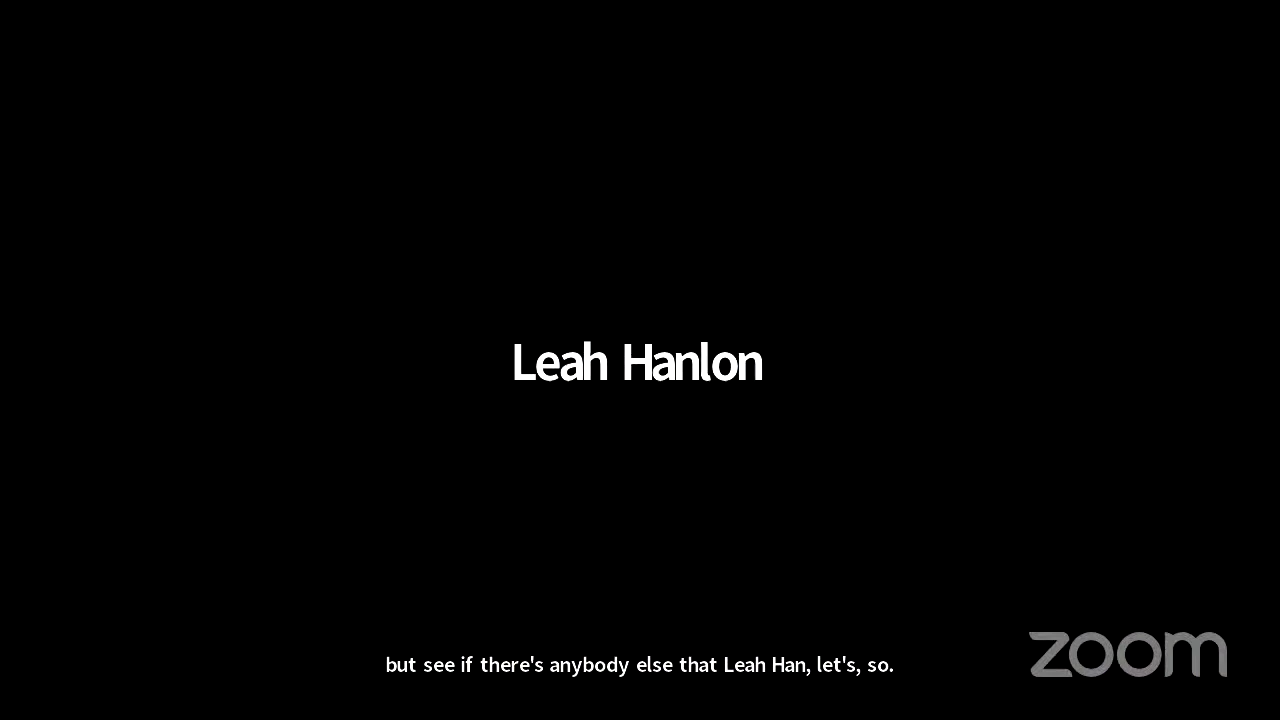 Leah Hanlon
but see if there's anybody else that Leah Han, let's, so.
zoom